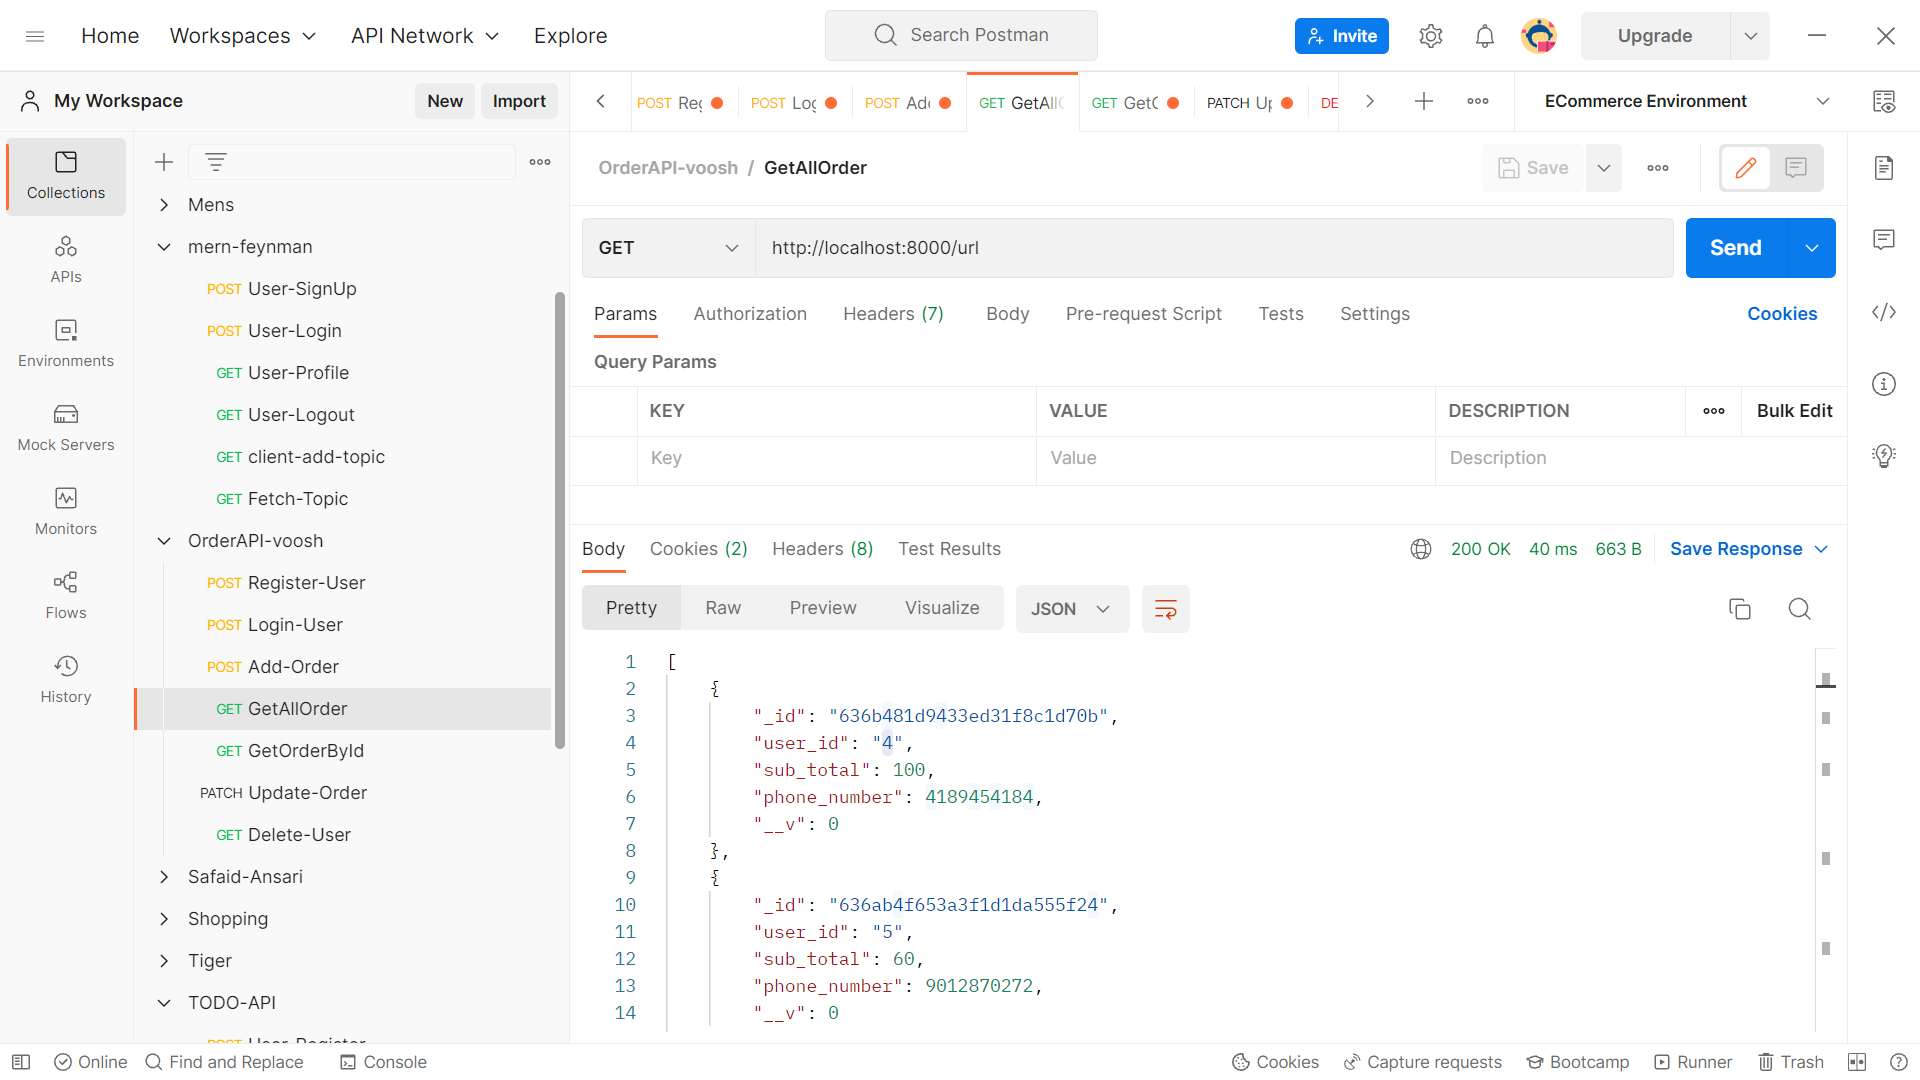 Home
Workspaces
API Network
Explore
Search Postman
Invite
Upgrade
My Workspace
New
Import
POST Reg
POST Log
POST Add
GET GetAllO
GET GetO
PATCH Up
DE
ECommerce Environment
Collections
APIs
Environments
Mock Servers
Monitors
Flows
History
Mens
mern-feynman
POST User-SignUp
POST User-Login
GET User-Profile
GET User-Logout
GET client-add-topic
GET Fetch-Topic
OrderAPI-voosh
POST Register-User
POST Login-User
POST Add-Order
GET GetAllOrder
GET GetOrderById
PATCH Update-Order
GET Delete-User
Safaid-Ansari
Shopping
Tiger
TODO-API
POST User-Register
OrderAPI-voosh / GetAllOrder
Save
GET
http://localhost:8000/url
Send
Params
Authorization
Headers (7)
Body
Pre-request Script
Tests
Settings
Cookies
Query Params
KEY
VALUE
DESCRIPTION
Bulk Edit
Key
Value
Description
Body
Cookies (2)
Headers (8)
Test Results
200 OK
40 ms
663 B
Save Response
Pretty
Raw
Preview
Visualize
JSON
1 [
2 {
3 "_id": "636b481d9433ed31f8c1d70b",
4 "user_id": "4",
5 "sub_total": 100,
6 "phone_number": 4189454184,
7 "__v": 0
8 },
9 {
10 "_id": "636ab4f653a3f1d1da555f24",
11 "user_id": "5",
12 "sub_total": 60,
13 "phone_number": 9012870272,
14 "__v": 0
Online
Find and Replace
Console
Cookies
Capture requests
Bootcamp
Runner
Trash